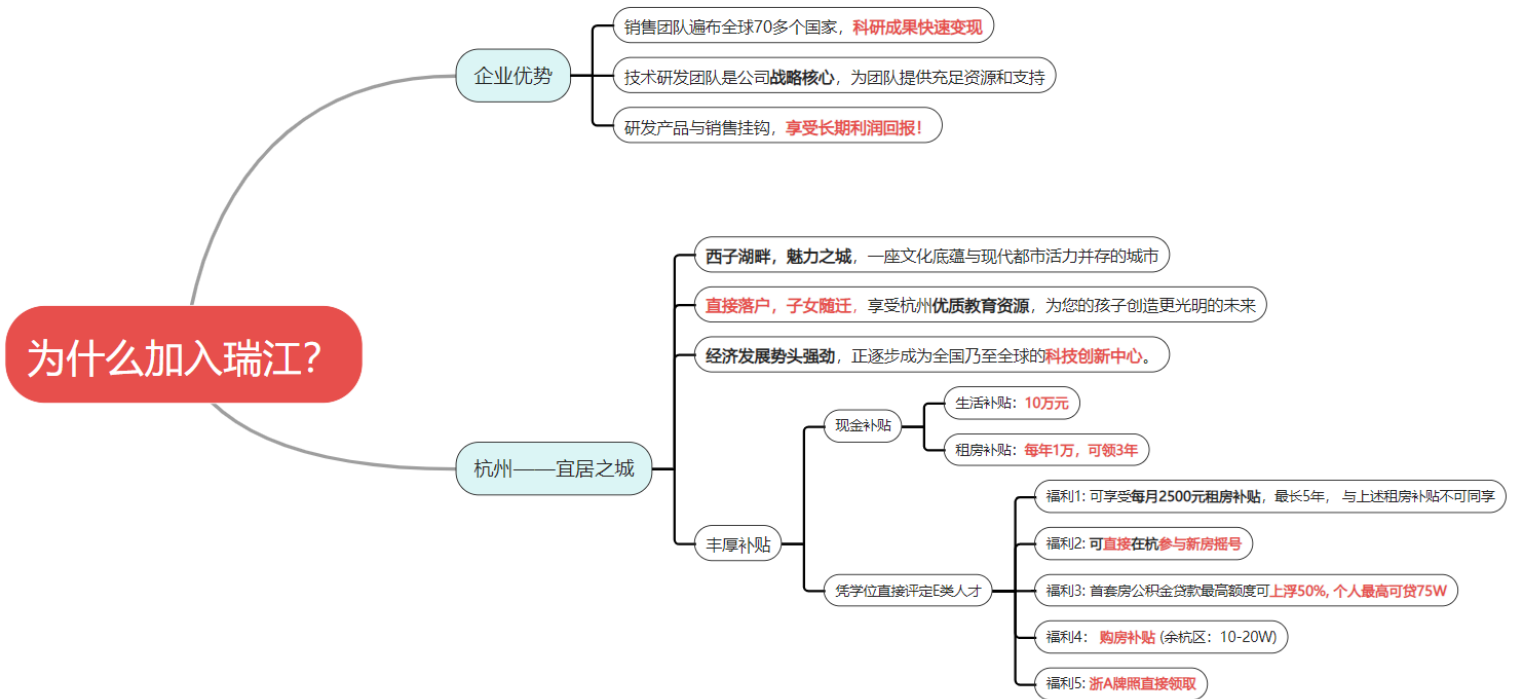 为什么加入瑞江？
企业优势
销售团队遍布全球70多个国家，科研成果快速变现
技术研发团队是公司战略核心，为团队提供充足资源和支持
研发产品与销售挂钩，享受长期利润回报！
杭州——宜居之城
西子湖畔，魅力之城，一座文化底蕴与现代都市活力并存的城市
直接落户，子女随迁，享受杭州优质教育资源，为您的孩子创造更光明的未来
经济发展势头强劲，正逐步成为全国乃至全球的科技创新中心。
丰厚补贴
现金补贴
生活补贴：10万元
租房补贴：每年1万，可领3年
凭学位直接评定E类人才
福利1: 可享受每月2500元租房补贴，最长5年， 与上述租房补贴不可同享
福利2: 可直接在杭参与新房摇号
福利3: 首套房公积金贷款最高额度可上浮50%, 个人最高可贷75W
福利4： 购房补贴 (余杭区：10-20W)
福利5: 浙A牌照直接领取